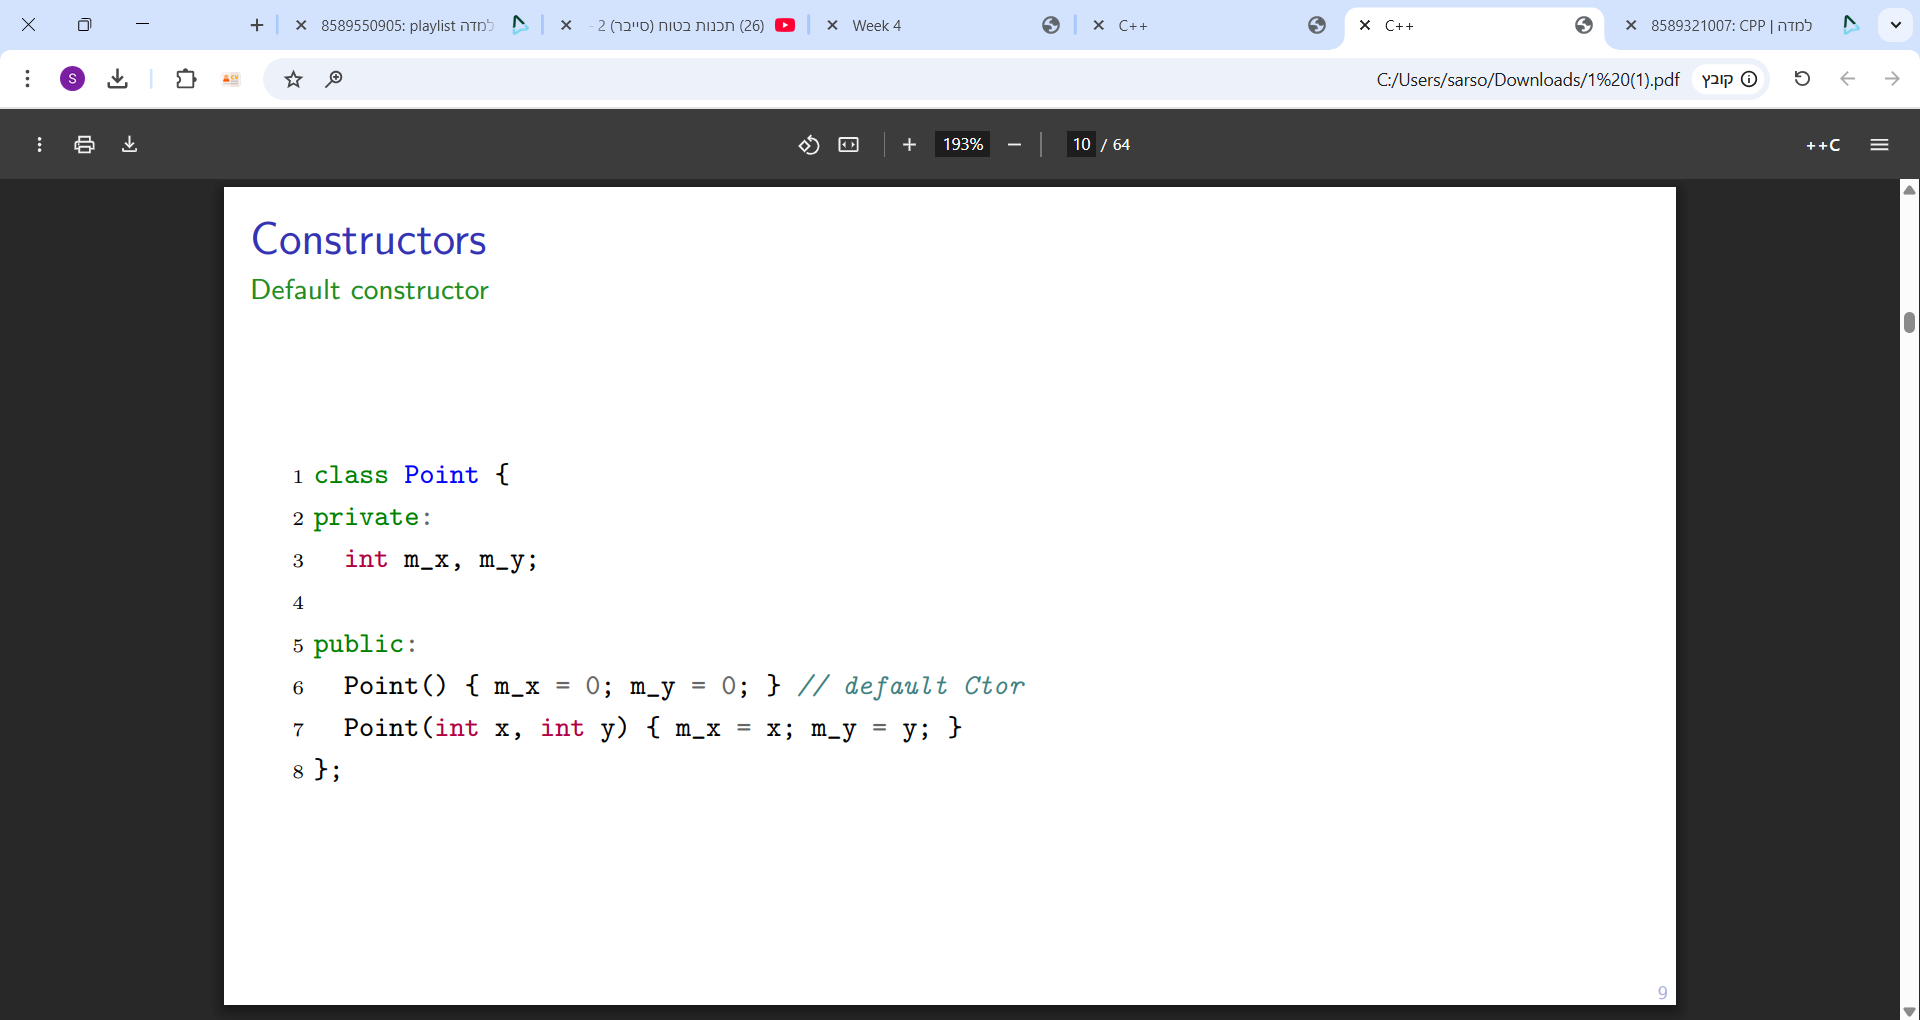 8589550905: playlist למדה
(26) תכנות בטוח (סייבר) 2 -
Week 4
C++
C++
8589321007: CPP | למדה
S
C:/Users/sarso/Downloads/1%20(1).pdf
קובץ
193%
10 / 64
++C
Constructors
Default constructor
1 class Point {
2 private:
3 int m_x, m_y;
4
5 public:
6 Point() { m_x = 0; m_y = 0; } // default Ctor
7 Point(int x, int y) { m_x = x; m_y = y; }
8 };
9